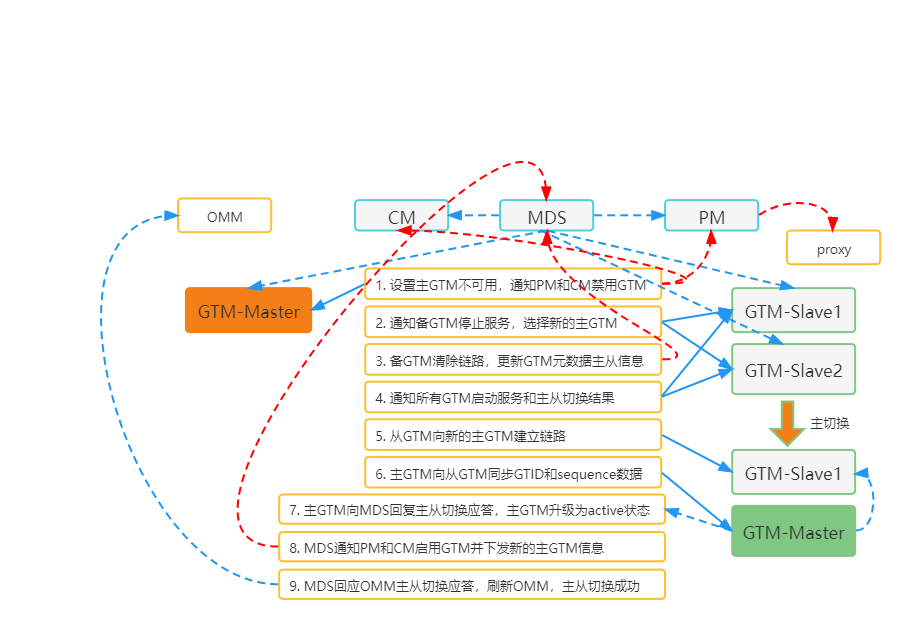 OMM
CM
MDS
PM
proxy
GTM-Master
1. 设置主GTM不可用，通知PM和CM禁用GTM
2. 通知备GTM停止服务，选择新的主GTM
3. 备GTM清除链路，更新GTM元数据主从信息
4. 通知所有GTM启动服务和主从切换结果
5. 从GTM向新的主GTM建立链路
6. 主GTM向从GTM同步GTID和sequence数据
7. 主GTM向MDS回复主从切换应答，主GTM升级为active状态
8. MDS通知PM和CM启用GTM并下发新的主GTM信息
9. MDS回应OMM主从切换应答，刷新OMM，主从切换成功
GTM-Slave1
GTM-Slave2
主切换
GTM-Slave1
GTM-Master